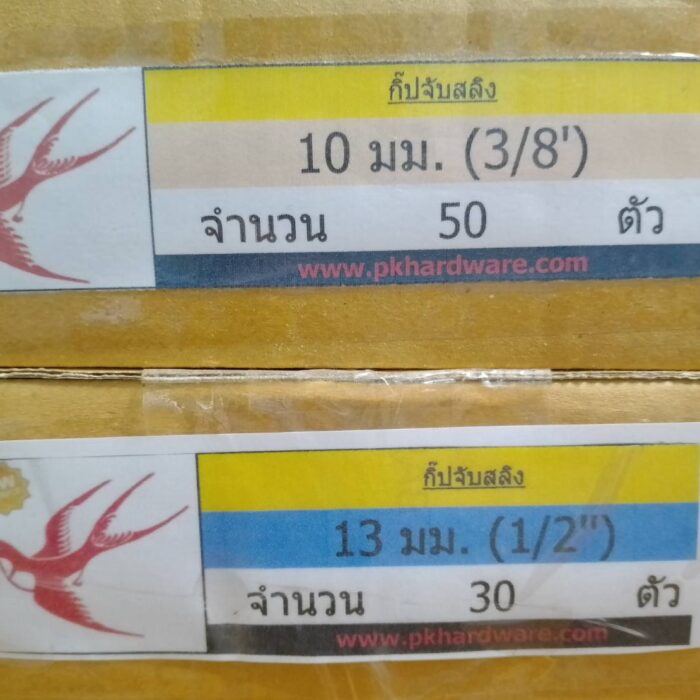 กิ๊ปจับสลิง
10 มม. (3/8')
จำนวน 50 ตัว
www.pkhardware.com
กิ๊ปจับสลิง
13 มม. (1/2")
จำนวน 30 ตัว
www.pkhardware.com